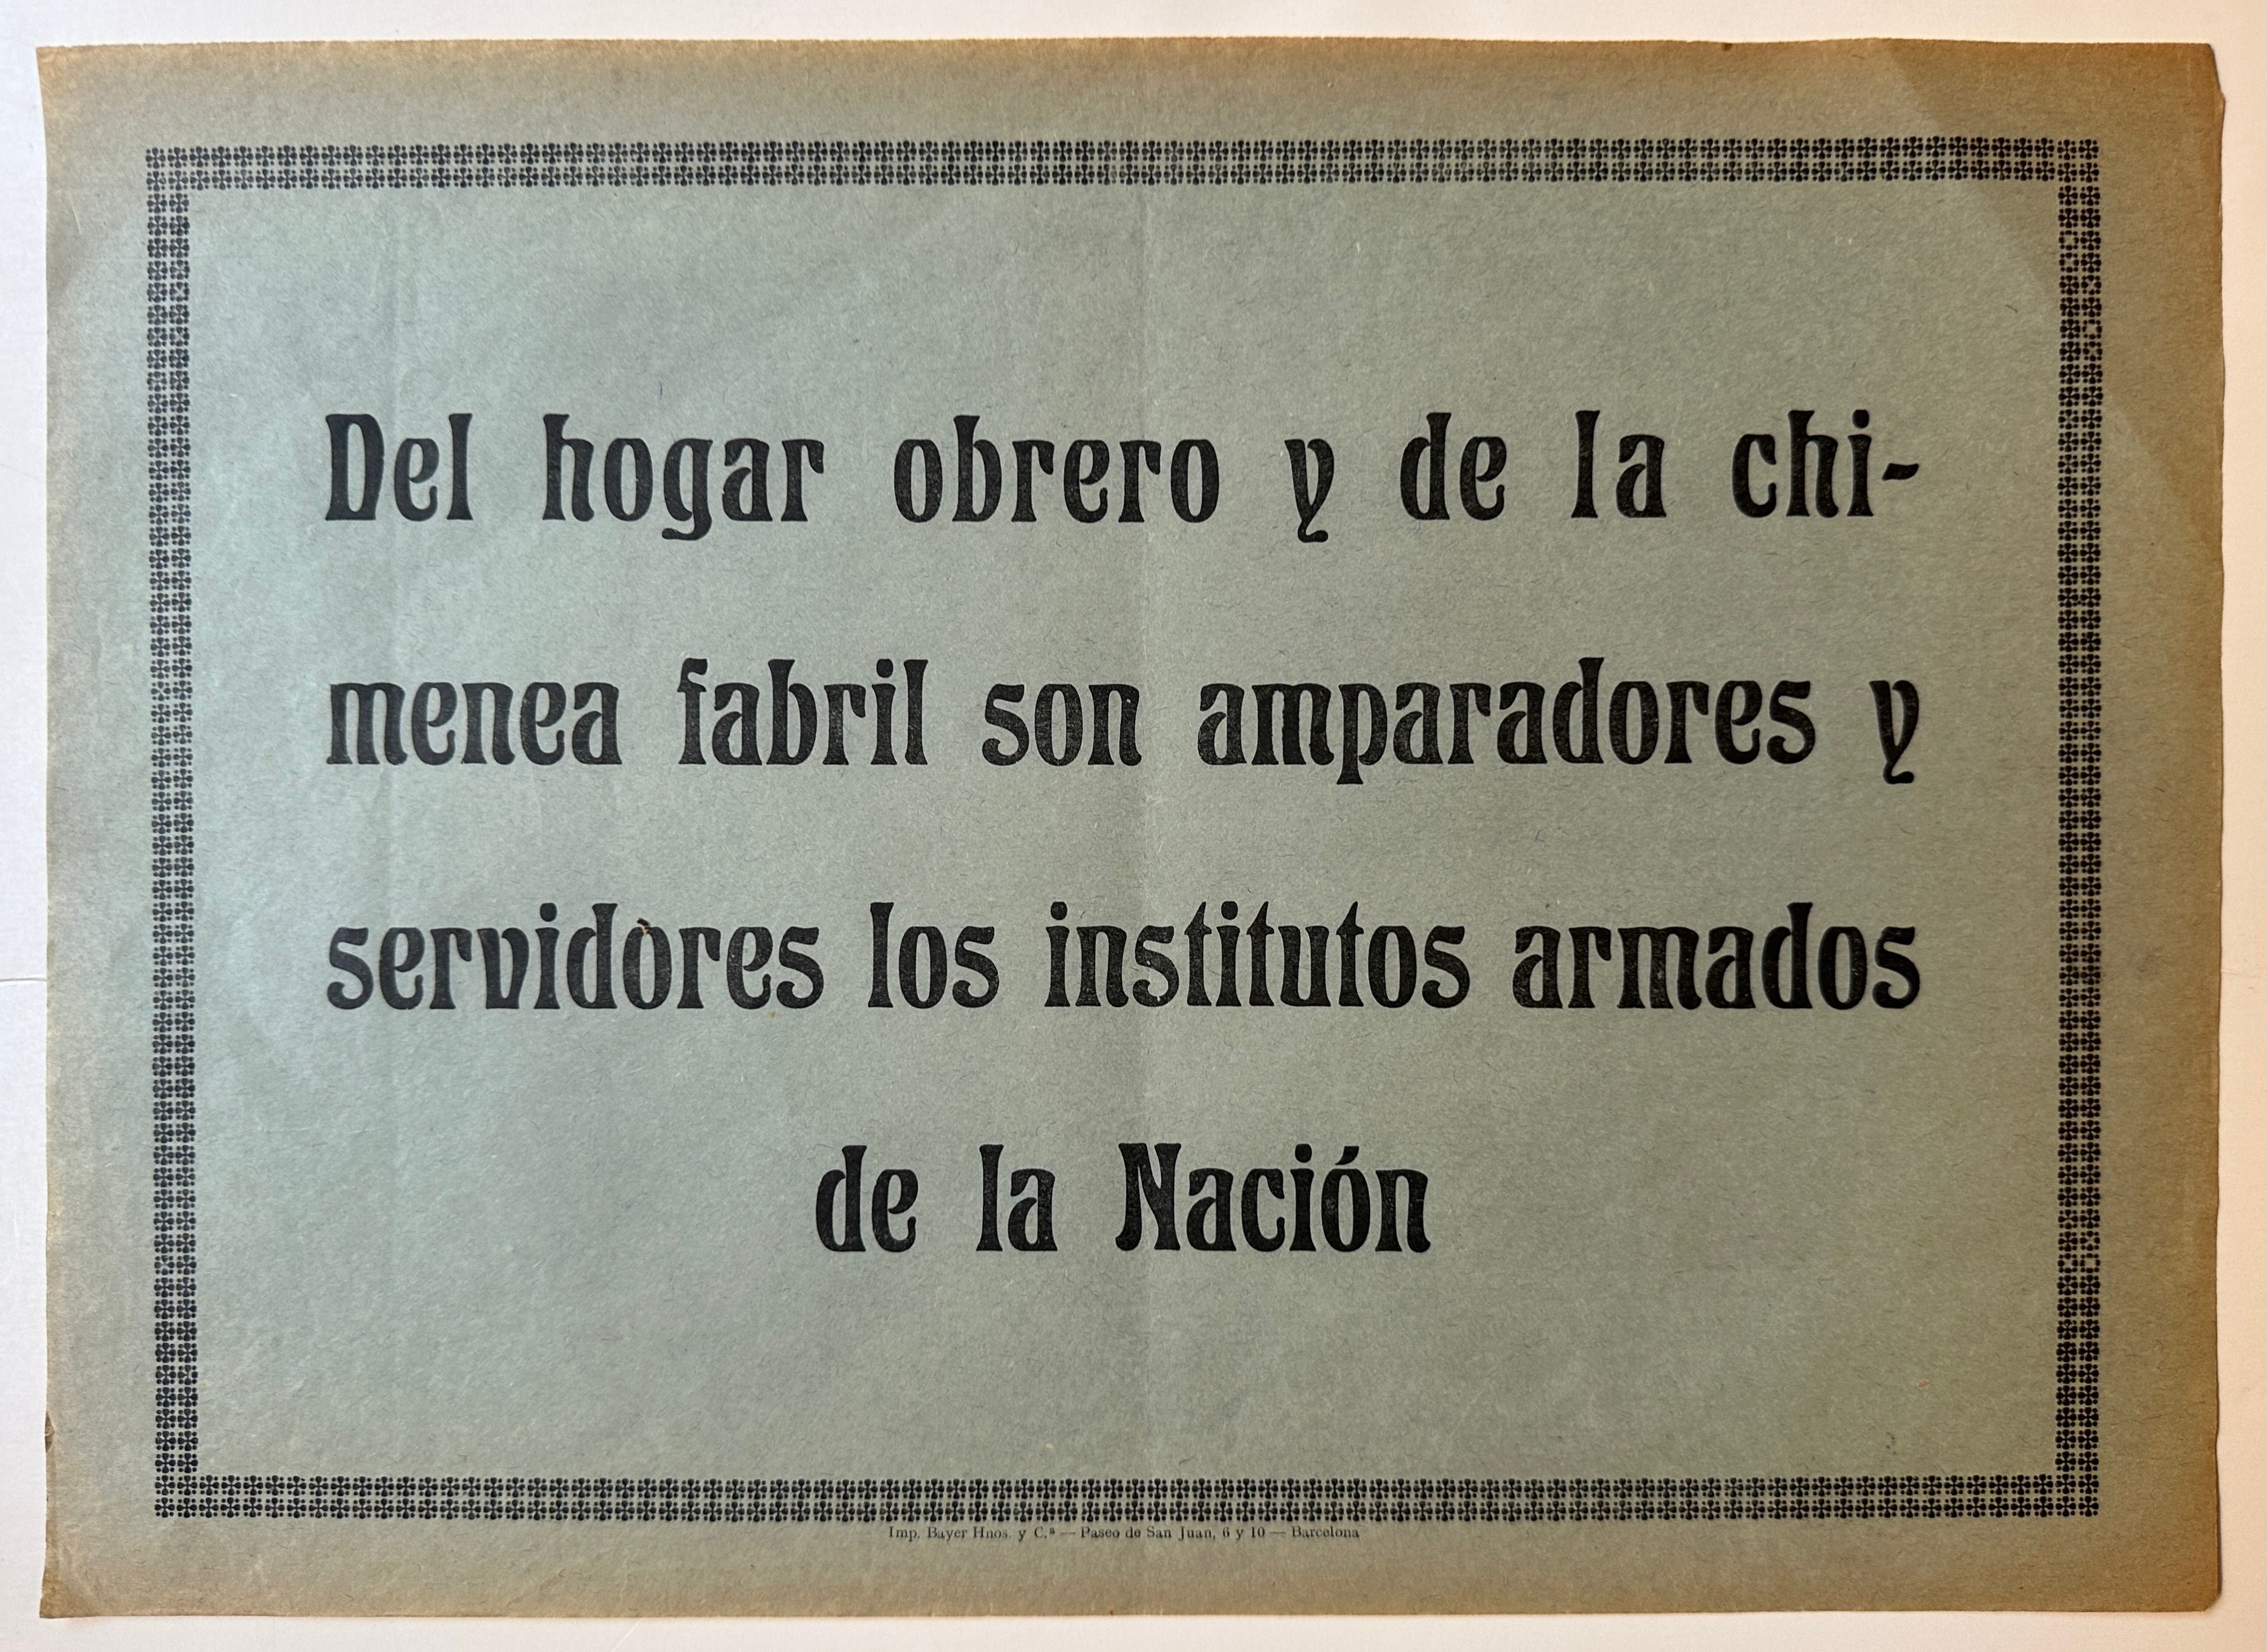 Del hogar obrero y de la chi-
menea fabril son amparadores y
servidores los institutos armados
de la Nación
Imp. Bayer Hnos. y C.ª — Paseo de San Juan, 6 y 10 — Barcelona